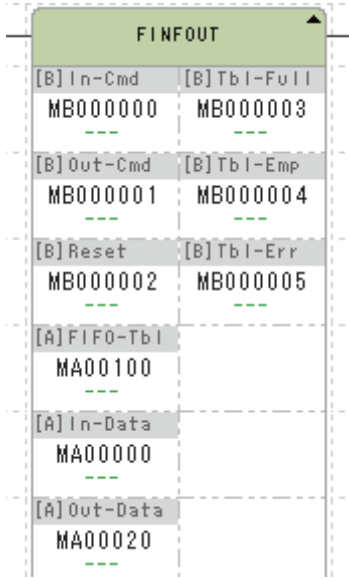 FINFOUT
[B]In-Cmd [B]Tbl-Full
MB000000 MB000003
--- ---
[B]Out-Cmd [B]Tbl-Emp
MB000001 MB000004
--- ---
[B]Reset [B]Tbl-Err
MB000002 MB000005
--- ---
[A]FIFO-Tbl
MA00100
---
[A]In-Data
MA00000
---
[A]Out-Data
MA00020
---